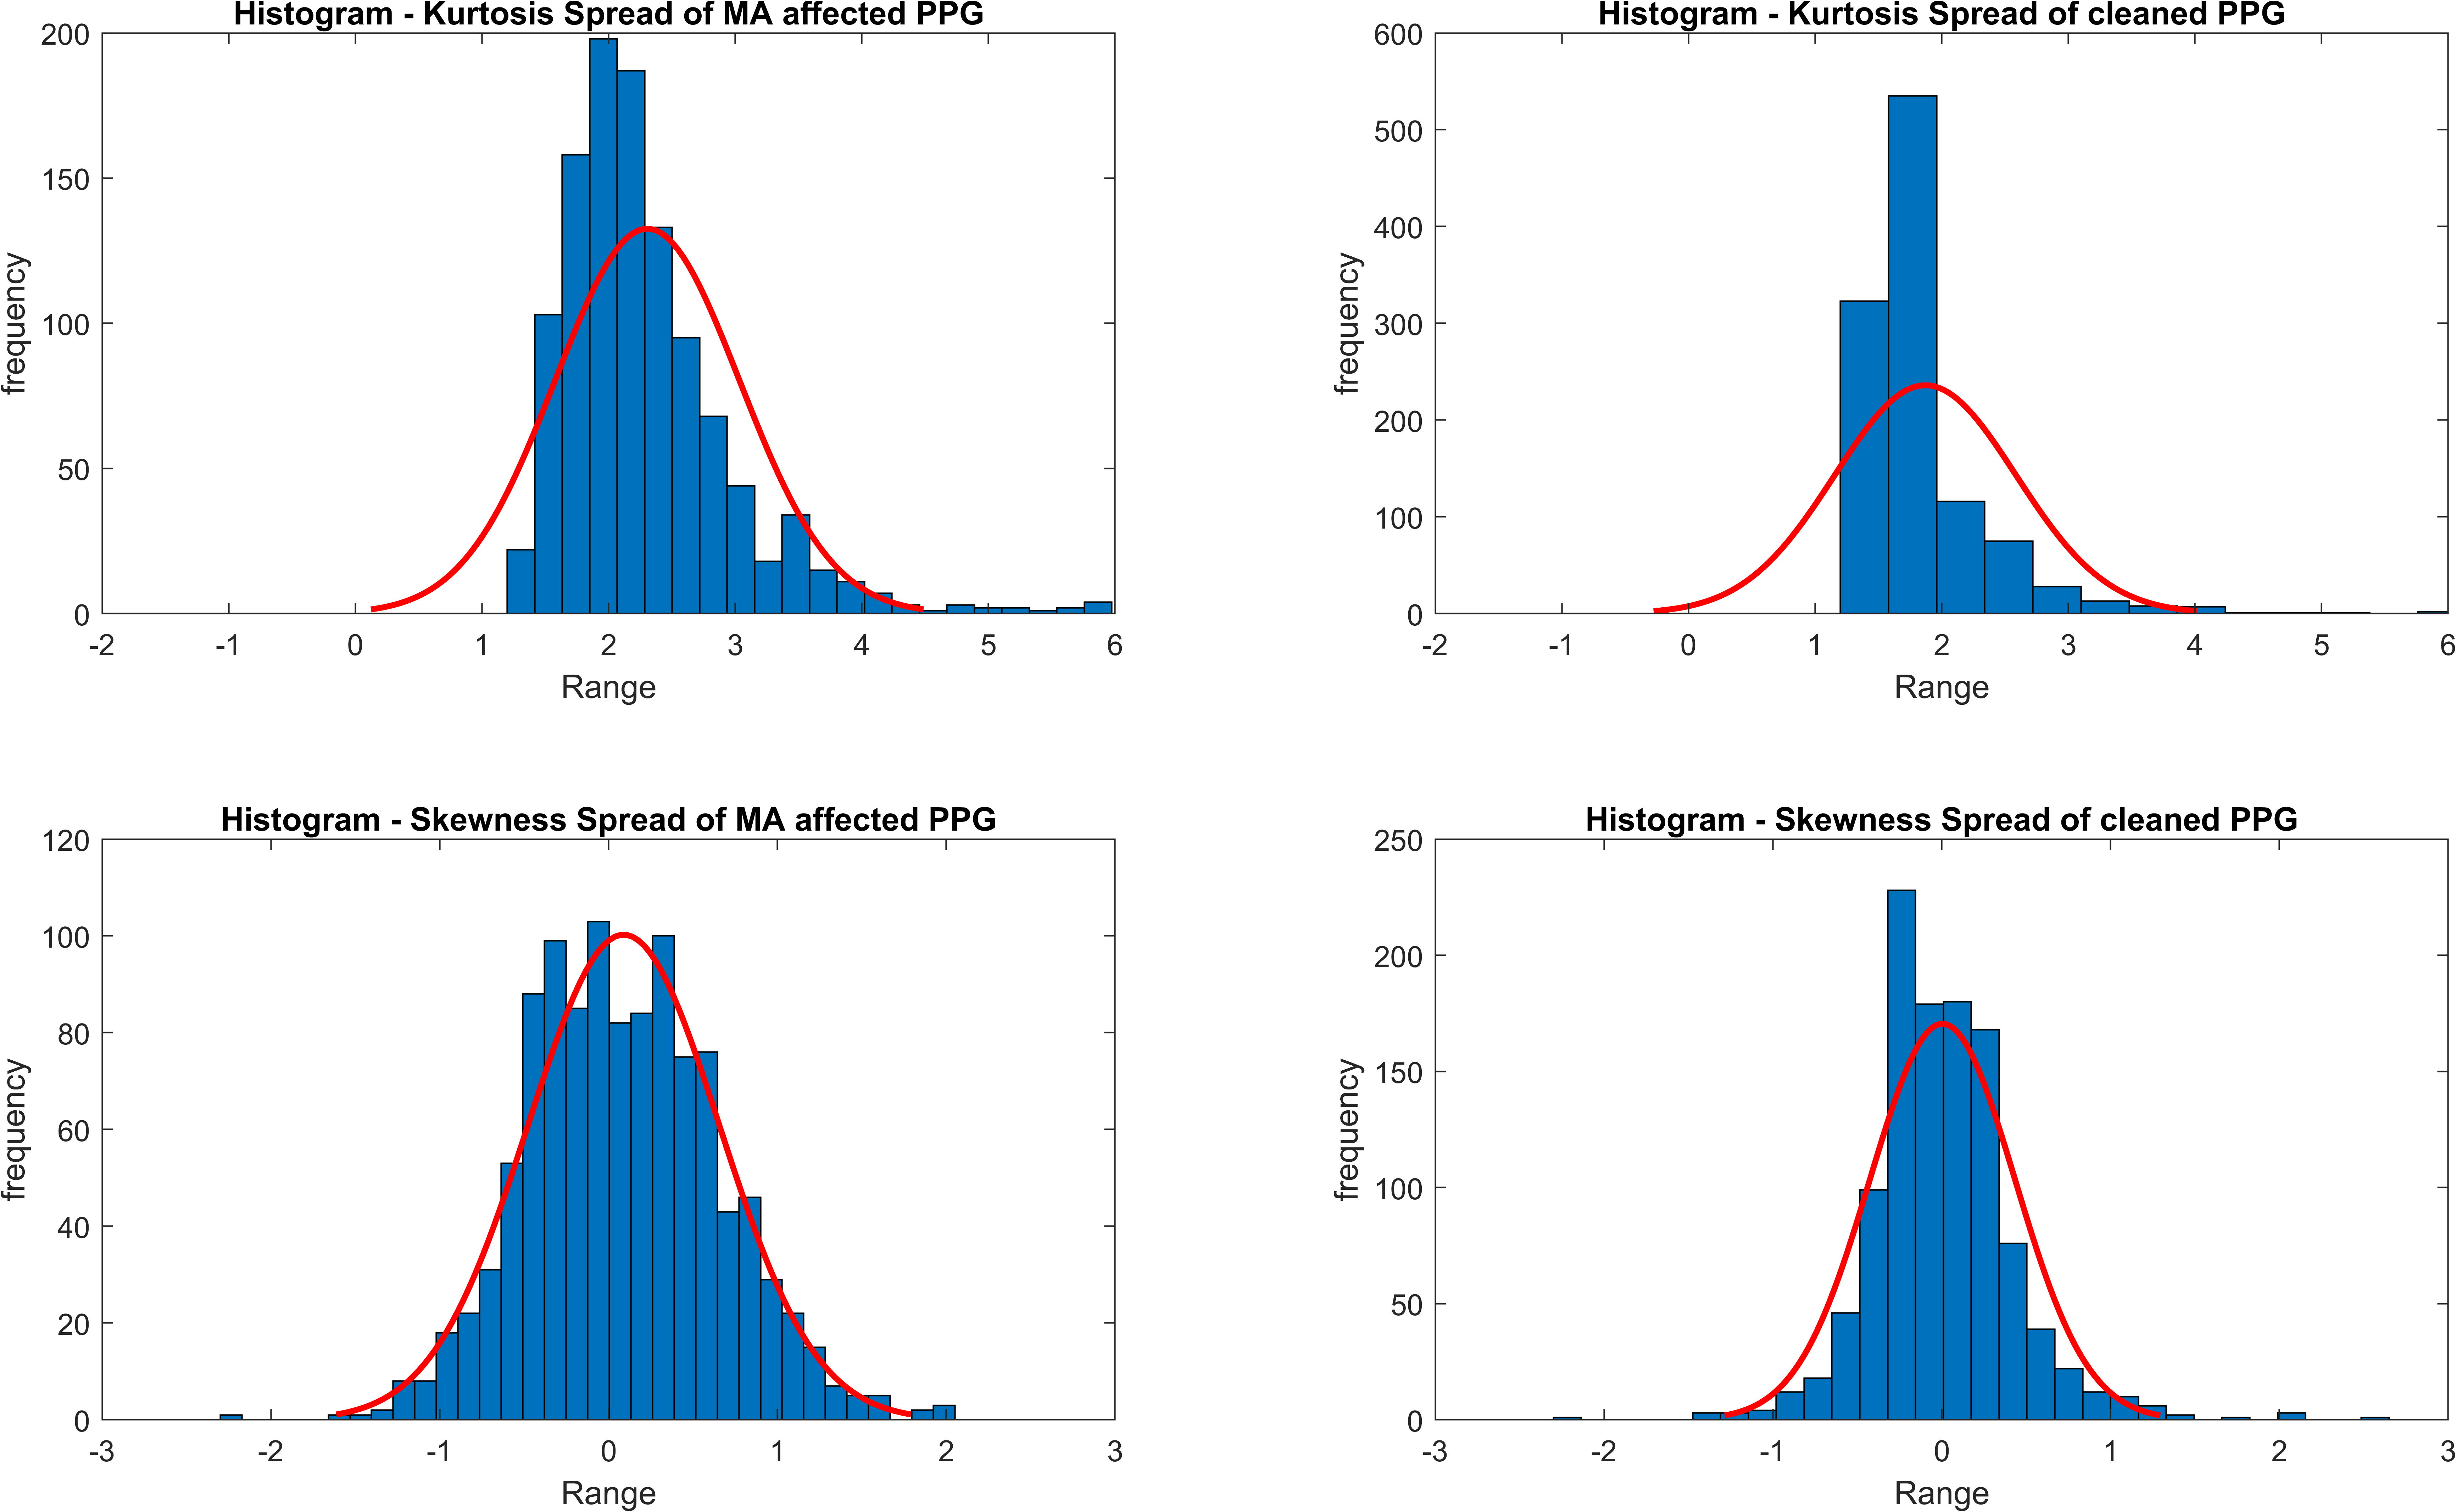 Histogram - Kurtosis Spread of MA affected PPG
200
150
100
50
0
frequency
-2 -1 0 1 2 3 4 5 6
Range
Histogram - Kurtosis Spread of cleaned PPG
600
500
400
300
200
100
0
frequency
-2 -1 0 1 2 3 4 5 6
Range
Histogram - Skewness Spread of MA affected PPG
120
100
80
60
40
20
0
frequency
-3 -2 -1 0 1 2 3
Range
Histogram - Skewness Spread of cleaned PPG
250
200
150
100
50
0
frequency
-3 -2 -1 0 1 2 3
Range